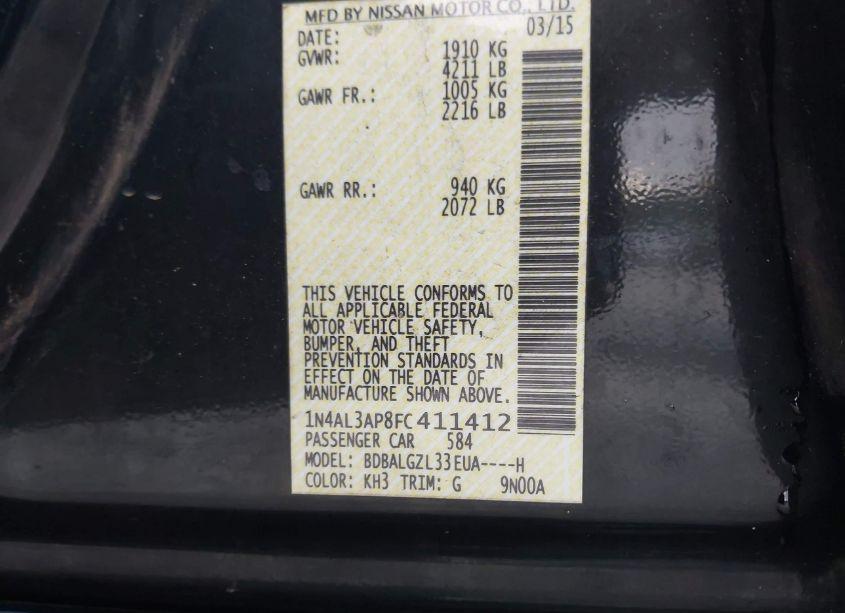 MFD BY NISSAN MOTOR CO., LTD.
DATE: 03/15
GVWR: 1910 KG
4211 LB
GAWR FR.: 1005 KG
2216 LB
GAWR RR.: 940 KG
2072 LB
THIS VEHICLE CONFORMS TO
ALL APPLICABLE FEDERAL
MOTOR VEHICLE SAFETY,
BUMPER, AND THEFT
PREVENTION STANDARDS IN
EFFECT ON THE DATE OF
MANUFACTURE SHOWN ABOVE.
1N4AL3AP8FC411412
PASSENGER CAR 584
MODEL: BDBALGZL33EUA----H
COLOR: KH3 TRIM: G 9N00A